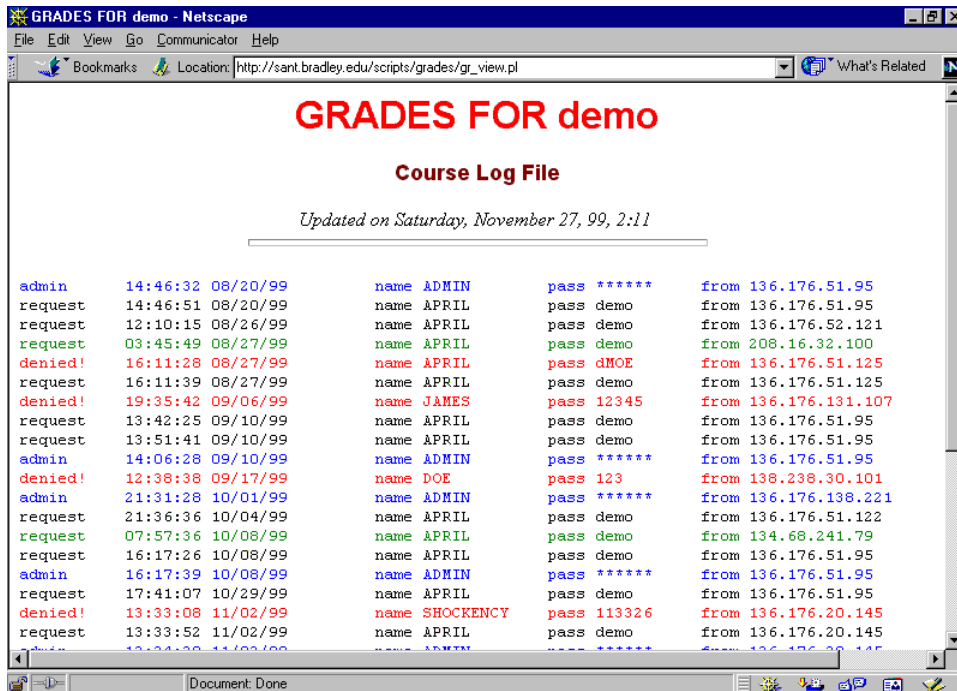 GRADES FOR demo - Netscape
File Edit View Go Communicator Help
Bookmarks Location: http://sant.bradley.edu/scripts/grades/gr_view.pl What's Related N
GRADES FOR demo
Course Log File
Updated on Saturday, November 27, 99, 2:11
admin 14:46:32 08/20/99 name ADMIN pass ****** from 136.176.51.95
request 14:46:51 08/20/99 name APRIL pass demo from 136.176.51.95
request 12:10:15 08/26/99 name APRIL pass demo from 136.176.52.121
request 03:45:49 08/27/99 name APRIL pass demo from 208.16.32.100
denied! 16:11:28 08/27/99 name APRIL pass dMOE from 136.176.51.125
request 16:11:39 08/27/99 name APRIL pass demo from 136.176.51.125
denied! 19:35:42 09/06/99 name JAMES pass 12345 from 136.176.131.107
request 13:42:25 09/10/99 name APRIL pass demo from 136.176.51.95
request 13:51:41 09/10/99 name APRIL pass demo from 136.176.51.95
admin 14:06:28 09/10/99 name ADMIN pass ****** from 136.176.51.95
denied! 12:38:38 09/17/99 name DOE pass 123 from 138.238.30.101
admin 21:31:28 10/01/99 name ADMIN pass ****** from 136.176.138.221
request 21:36:36 10/04/99 name APRIL pass demo from 136.176.51.122
request 07:57:36 10/08/99 name APRIL pass demo from 134.68.241.79
request 16:17:26 10/08/99 name APRIL pass demo from 136.176.51.95
admin 16:17:39 10/08/99 name ADMIN pass ****** from 136.176.51.95
request 17:41:07 10/29/99 name APRIL pass demo from 136.176.51.95
denied! 13:33:08 11/02/99 name SHOCKENCY pass 113326 from 136.176.20.145
request 13:33:52 11/02/99 name APRIL pass demo from 136.176.20.145
Document: Done